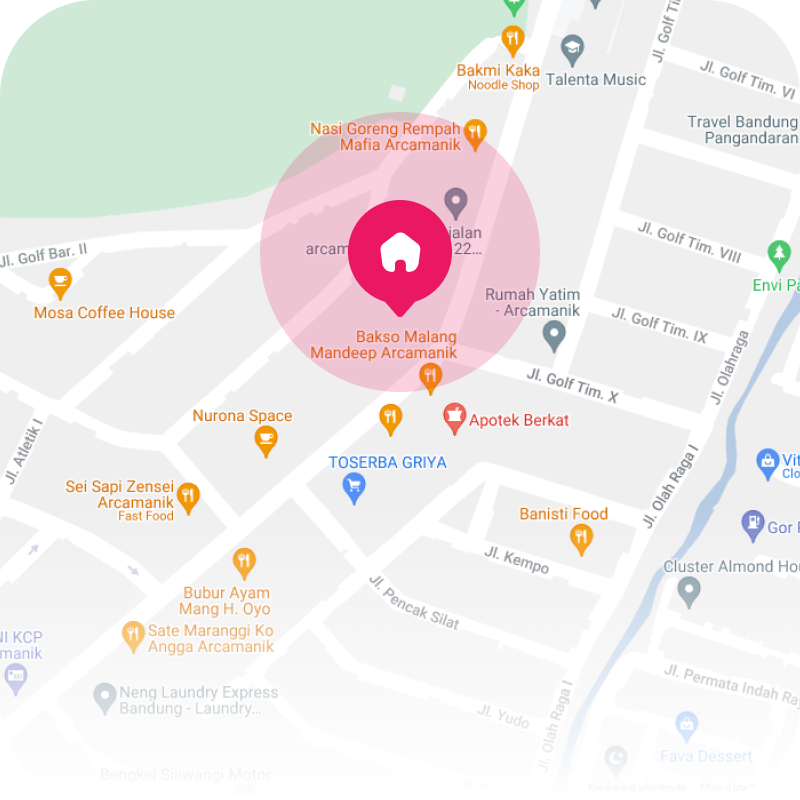 Jl. Golf Ti
Bakmi Kaka
Noodle Shop
Talenta Music
Jl. Golf Tim. VI
Travel Bandung
Pangandaran
Nasi Goreng Rempah
Mafia Arcamanik
jalan
arcam
22...
Jl. Golf Bar. II
Jl. Golf Tim. VIII
Envi Pa
Mosa Coffee House
Rumah Yatim
- Arcamanik
Jl. Golf Tim. IX
Bakso Malang
Mandeep Arcamanik
Jl. Olahraga
Jl. Golf Tim. X
Nurona Space
Apotek Berkat
Jl. Atletik I
TOSERBA GRIYA
Vit
Clo
Jl. Olah Raga I
Sei Sapi Zensei
Arcamanik
Fast Food
Banisti Food
Gor F
Jl. Kempo
Cluster Almond Hou
Bubur Ayam
Mang H. Oyo
Jl. Pencak Silat
NI KCP
manik
Sate Maranggi Ko
Angga Arcamanik
Jl. Permata Indah Ray
Neng Laundry Express
Bandung - Laundry...
Jl. Yudo
Jl. Olah Raga I
Fava Dessert
Bengkel Siliwangi Motor